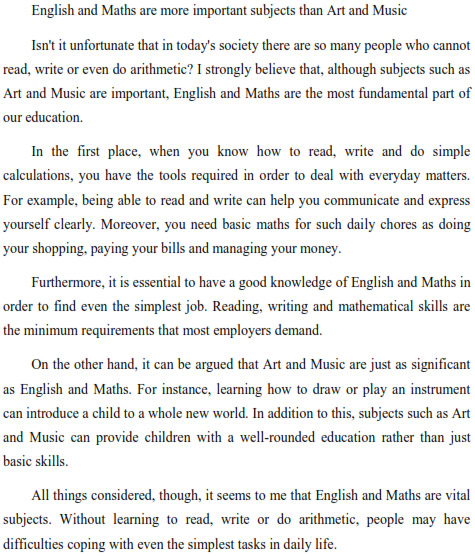 English and Maths are more important subjects than Art and Music
Isn't it unfortunate that in today's society there are so many people who cannot
read, write or even do arithmetic? I strongly believe that, although subjects such as
Art and Music are important, English and Maths are the most fundamental part of
our education.
In the first place, when you know how to read, write and do simple
calculations, you have the tools required in order to deal with everyday matters.
For example, being able to read and write can help you communicate and express
yourself clearly. Moreover, you need basic maths for such daily chores as doing
your shopping, paying your bills and managing your money.
Furthermore, it is essential to have a good knowledge of English and Maths in
order to find even the simplest job. Reading, writing and mathematical skills are
the minimum requirements that most employers demand.
On the other hand, it can be argued that Art and Music are just as significant
as English and Maths. For instance, learning how to draw or play an instrument
can introduce a child to a whole new world. In addition to this, subjects such as Art
and Music can provide children with a well-rounded education rather than just
basic skills.
All things considered, though, it seems to me that English and Maths are vital
subjects. Without learning to read, write or do arithmetic, people may have
difficulties coping with even the simplest tasks in daily life.